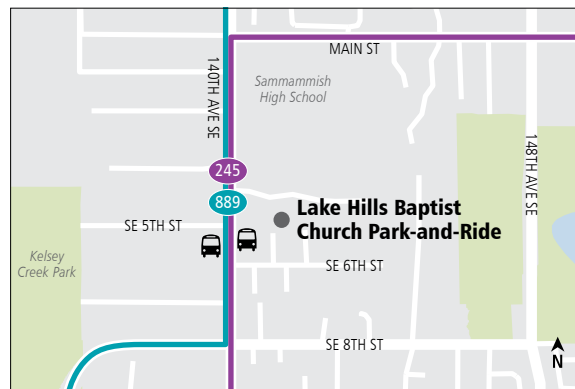 MAIN ST
140TH AVE SE
Sammammish
High School
148TH AVE SE
245
889
Lake Hills Baptist
Church Park-and-Ride
SE 5TH ST
Kelsey
Creek Park
SE 6TH ST
SE 8TH ST
N